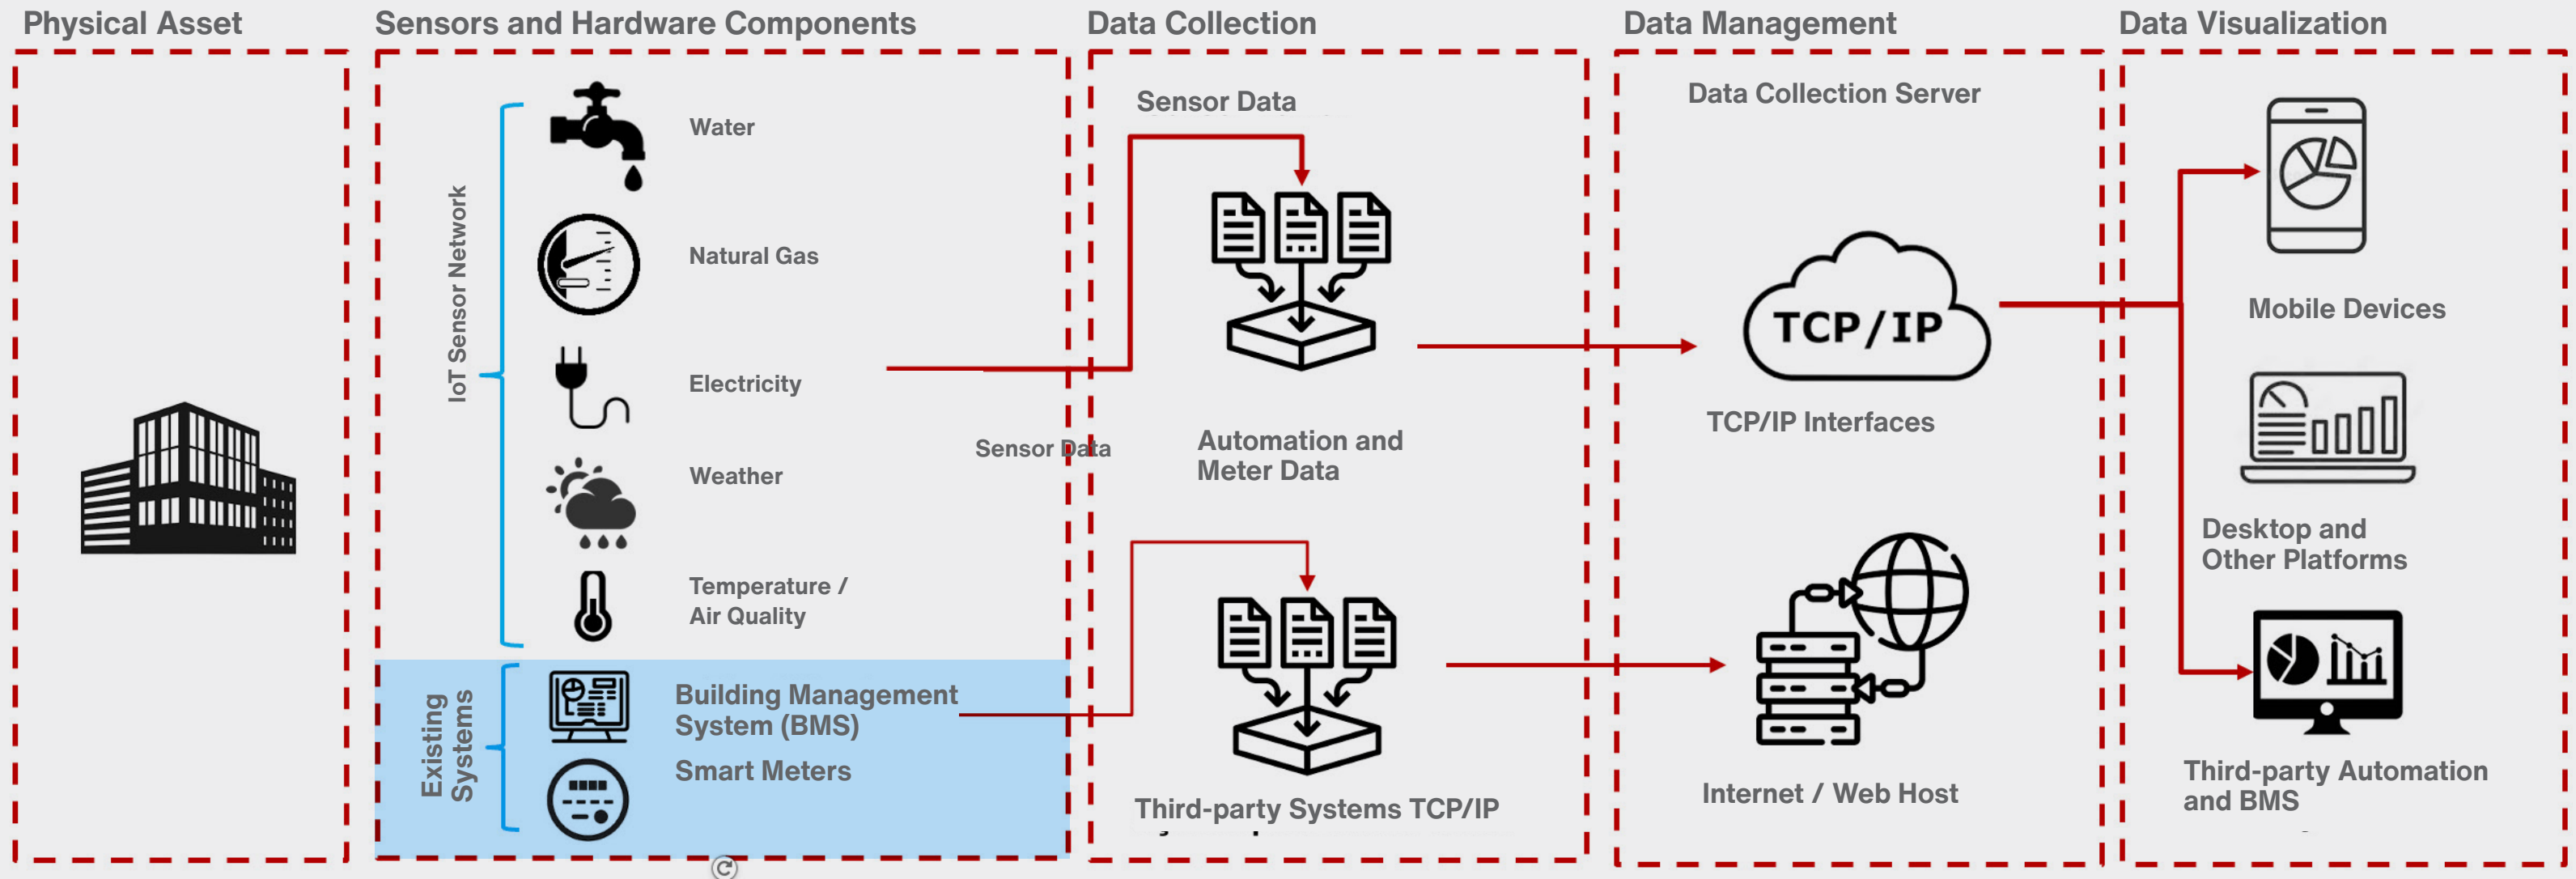 Physical Asset
Sensors and Hardware Components
Data Collection
Data Management
Data Visualization
IoT Sensor Network
Water
Natural Gas
Electricity
Weather
Temperature /
Air Quality
Existing
Systems
Building Management
System (BMS)
Smart Meters
Sensor Data
Sensor Data
Automation and
Meter Data
Third-party Systems TCP/IP
Data Collection Server
TCP/IP
TCP/IP Interfaces
Internet / Web Host
Mobile Devices
Desktop and
Other Platforms
Third-party Automation
and BMS